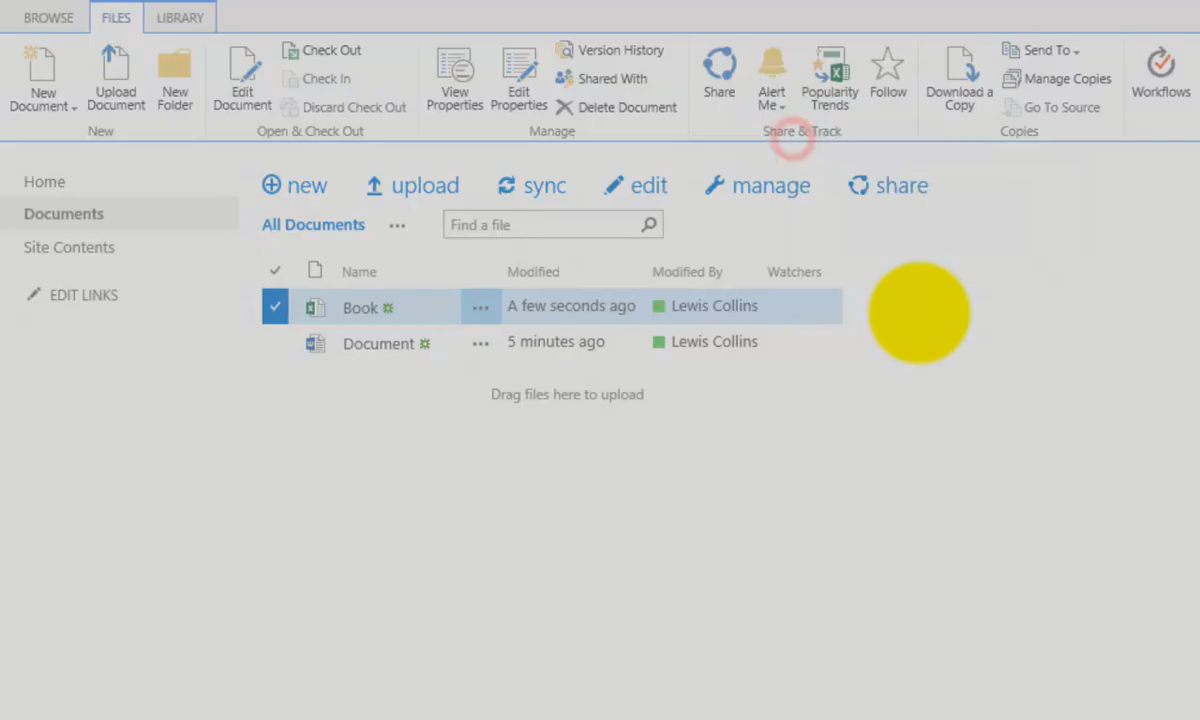 BROWSE FILES LIBRARY
New Document
Upload Document
New Folder
New
Edit Document
Check Out
Check In
Discard Check Out
Open & Check Out
View Properties
Edit Properties
Version History
Shared With
Delete Document
Manage
Share
Alert Me
Popularity Trends
Follow
Share & Track
Download a Copy
Send To
Manage Copies
Go To Source
Copies
Workflows
Home
Documents
Site Contents
EDIT LINKS
new upload sync edit manage share
All Documents ••• Find a file
Name Modified Modified By Watchers
Book ••• A few seconds ago Lewis Collins
Document ••• 5 minutes ago Lewis Collins
Drag files here to upload